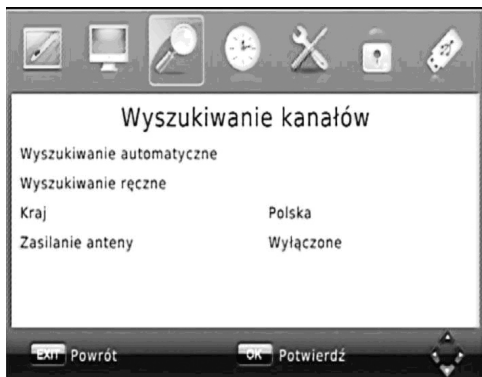 Wyszukiwanie kanałów
Wyszukiwanie automatyczne
Wyszukiwanie ręczne
Kraj Polska
Zasilanie anteny Wyłączone
EXIT Powrót OK Potwierdź